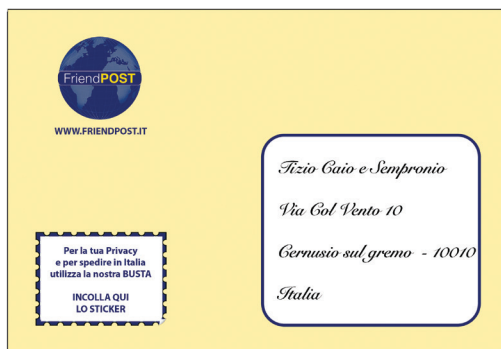 FriendPOST
WWW.FRIENDPOST.IT
Tizio Caio e Sempronio
Via Col Vento 10
Cernusio sul gremo - 10010
Italia
Per la tua Privacy
e per spedire in Italia
utilizza la nostra BUSTA
INCOLLA QUI
LO STICKER